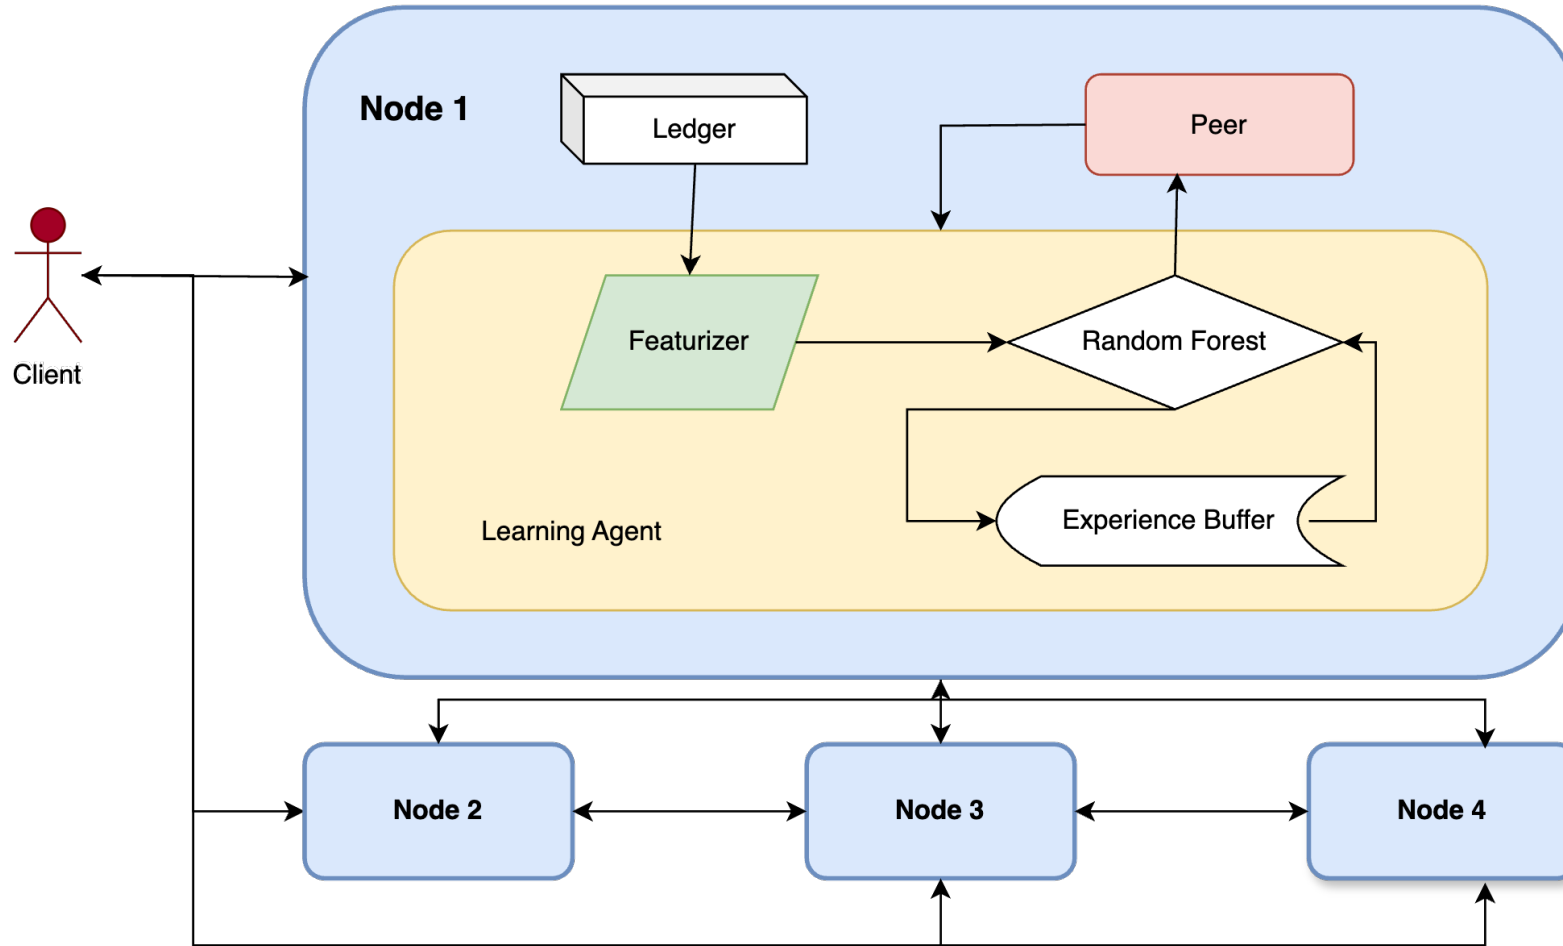 Node 1
Ledger
Peer
Client
Featurizer
Random Forest
Learning Agent
Experience Buffer
Node 2
Node 3
Node 4